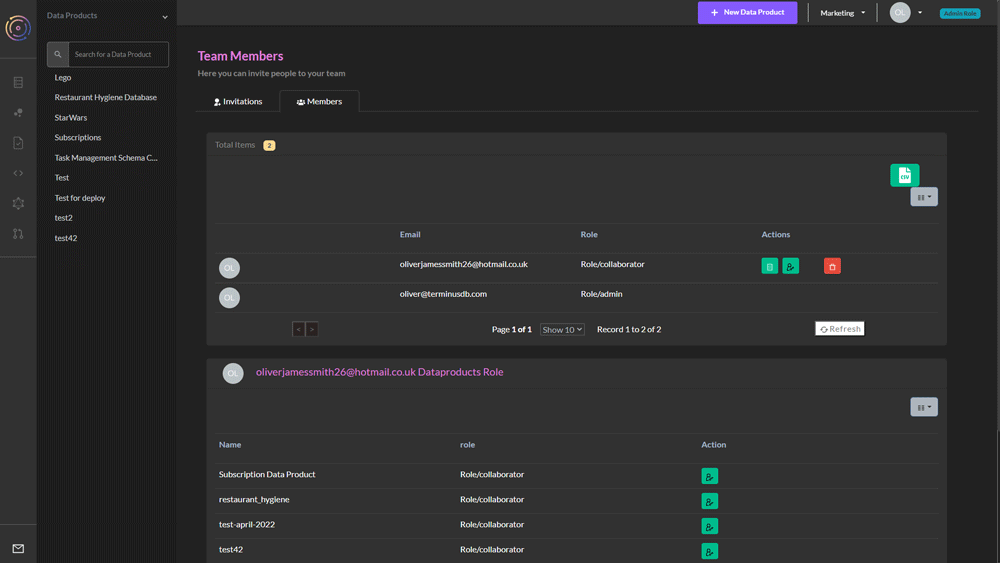 Data Products
New Data Product
Marketing
OL
Admin Role
Search for a Data Product
Lego
Restaurant Hygiene Database
StarWars
Subscriptions
Task Management Schema C...
Test
Test for deploy
test2
test42
Team Members
Here you can invite people to your team
Invitations
Members
Total Items 2
CSV
Email Role Actions
OL oliverjamessmith26@hotmail.co.uk Role/collaborator
OL oliver@terminusdb.com Role/admin
< > Page 1 of 1 Show 10 Record 1 to 2 of 2 Refresh
OL oliverjamessmith26@hotmail.co.uk Dataproducts Role
Name role Action
Subscription Data Product Role/collaborator
restaurant_hygiene Role/collaborator
test-april-2022 Role/collaborator
test42 Role/collaborator